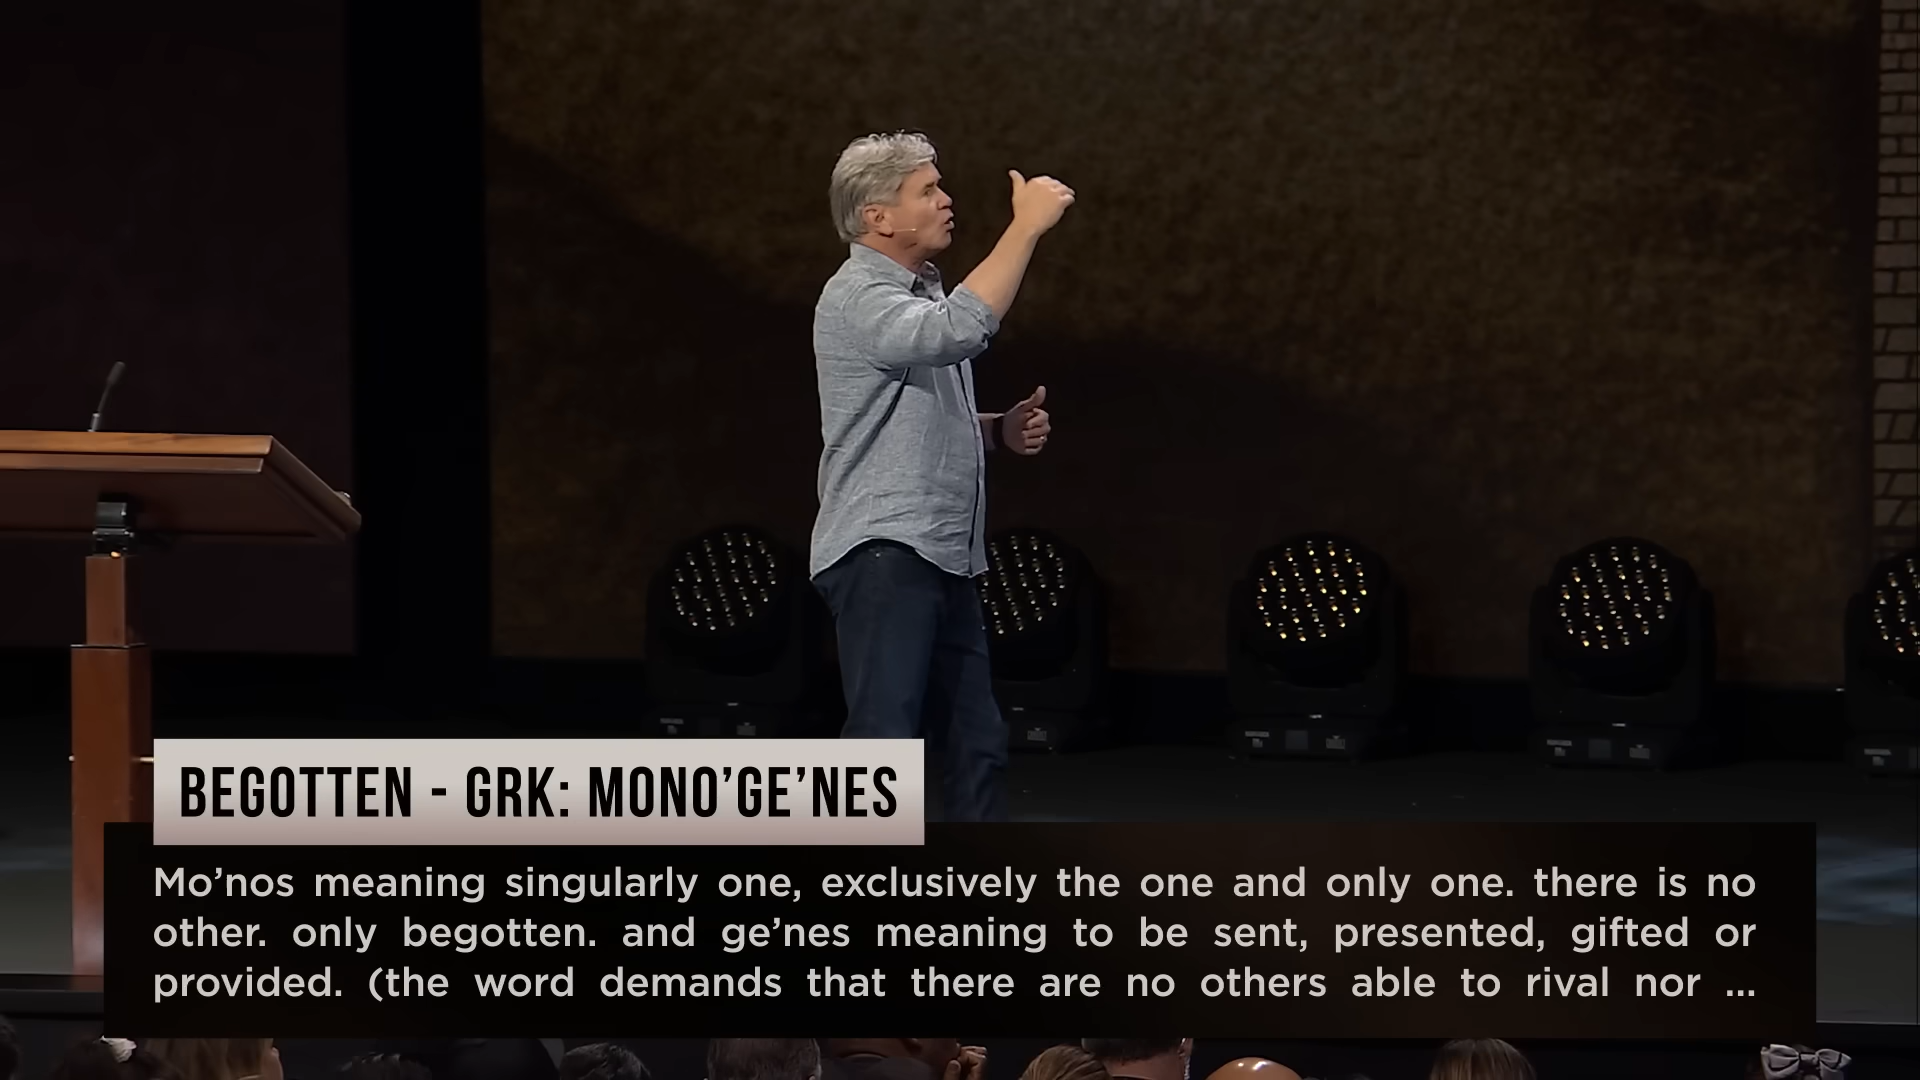 BEGOTTEN - GRK: MONO’GE’NES
Mo’nos meaning singularly one, exclusively the one and only one. there is no
other. only begotten. and ge’nes meaning to be sent, presented, gifted or
provided. (the word demands that there are no others able to rival nor ...